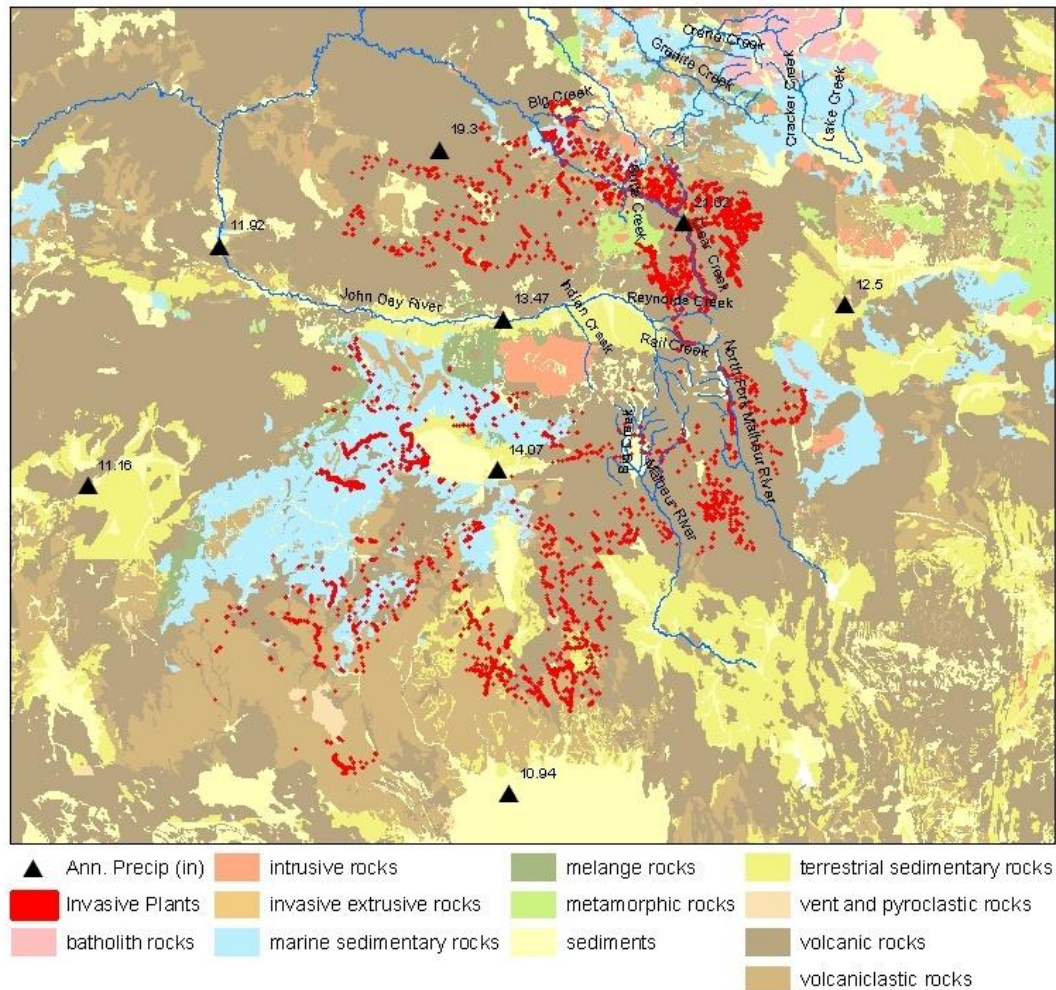 Crane Creek
Granite Creek
Cracker Creek
Lake Creek
Big Creek
19.3
21.02
11.92
Bear Creek
12.5
John Day River
13.47
Indian Creek
Reynolds Creek
Rail Creek
North Fork Malheur River
14.07
11.16
Malheur River
10.94
Ann. Precip (in)
intrusive rocks
melange rocks
terrestrial sedimentary rocks
Invasive Plants
invasive extrusive rocks
metamorphic rocks
vent and pyroclastic rocks
batholith rocks
marine sedimentary rocks
sediments
volcanic rocks
volcaniclastic rocks